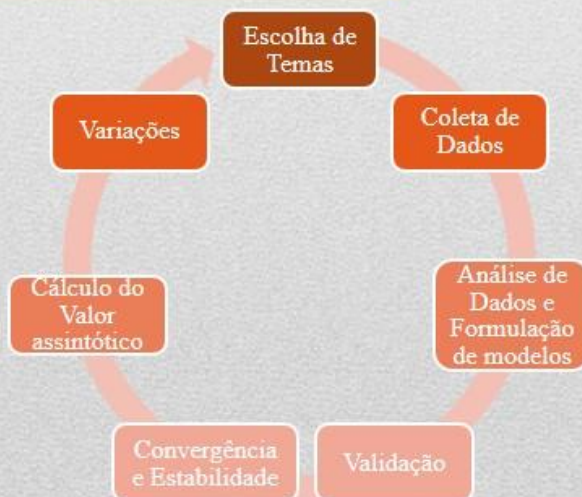 Escolha de
Temas
Coleta de
Dados
Análise de
Dados e
Formulação
de modelos
Validação
Convergência
e Estabilidade
Cálculo do
Valor
assintótico
Variações